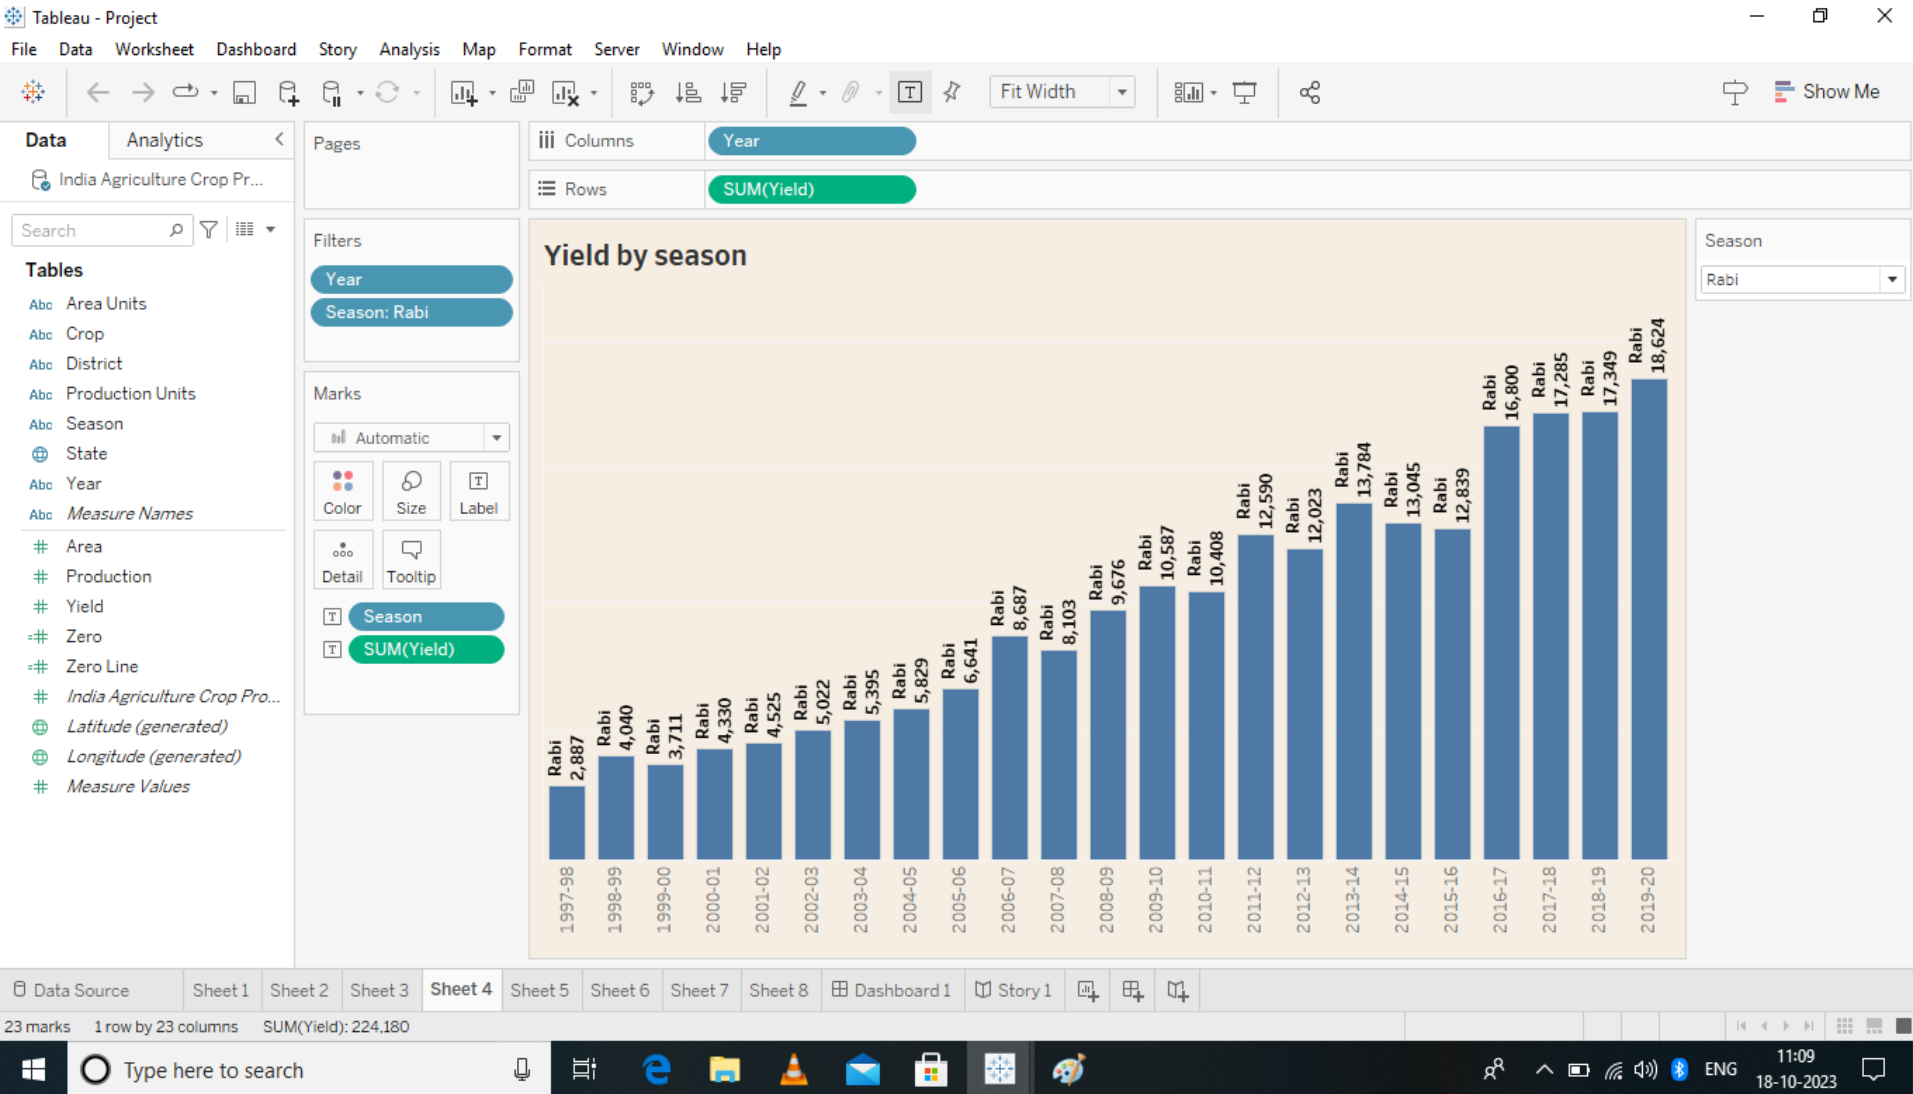 Tableau - Project
File Data Worksheet Dashboard Story Analysis Map Format Server Window Help
T Fit Width Show Me
Data Analytics
India Agriculture Crop Pr...
Search
Tables
Abc Area Units
Abc Crop
Abc District
Abc Production Units
Abc Season
State
Abc Year
Abc Measure Names
# Area
# Production
# Yield
=# Zero
=# Zero Line
# India Agriculture Crop Pro...
Latitude (generated)
Longitude (generated)
# Measure Values
Pages
Filters
Year
Season: Rabi
Marks
Automatic
Color Size T Label
Detail Tooltip
T Season
T SUM(Yield)
Columns Year
Rows SUM(Yield)
Yield by season
Rabi 2,887
Rabi 4,040
Rabi 3,711
Rabi 4,330
Rabi 4,525
Rabi 5,022
Rabi 5,395
Rabi 5,829
Rabi 6,641
Rabi 8,687
Rabi 8,103
Rabi 9,676
Rabi 10,587
Rabi 10,408
Rabi 12,590
Rabi 12,023
Rabi 13,784
Rabi 13,045
Rabi 12,839
Rabi 16,800
Rabi 17,285
Rabi 17,349
Rabi 18,624
1997-98
1998-99
1999-00
2000-01
2001-02
2002-03
2003-04
2004-05
2005-06
2006-07
2007-08
2008-09
2009-10
2010-11
2011-12
2012-13
2013-14
2014-15
2015-16
2016-17
2017-18
2018-19
2019-20
Season
Rabi
Data Source Sheet 1 Sheet 2 Sheet 3 Sheet 4 Sheet 5 Sheet 6 Sheet 7 Sheet 8 Dashboard 1 Story 1
23 marks 1 row by 23 columns SUM(Yield): 224,180
Type here to search
ENG
11:09
18-10-2023